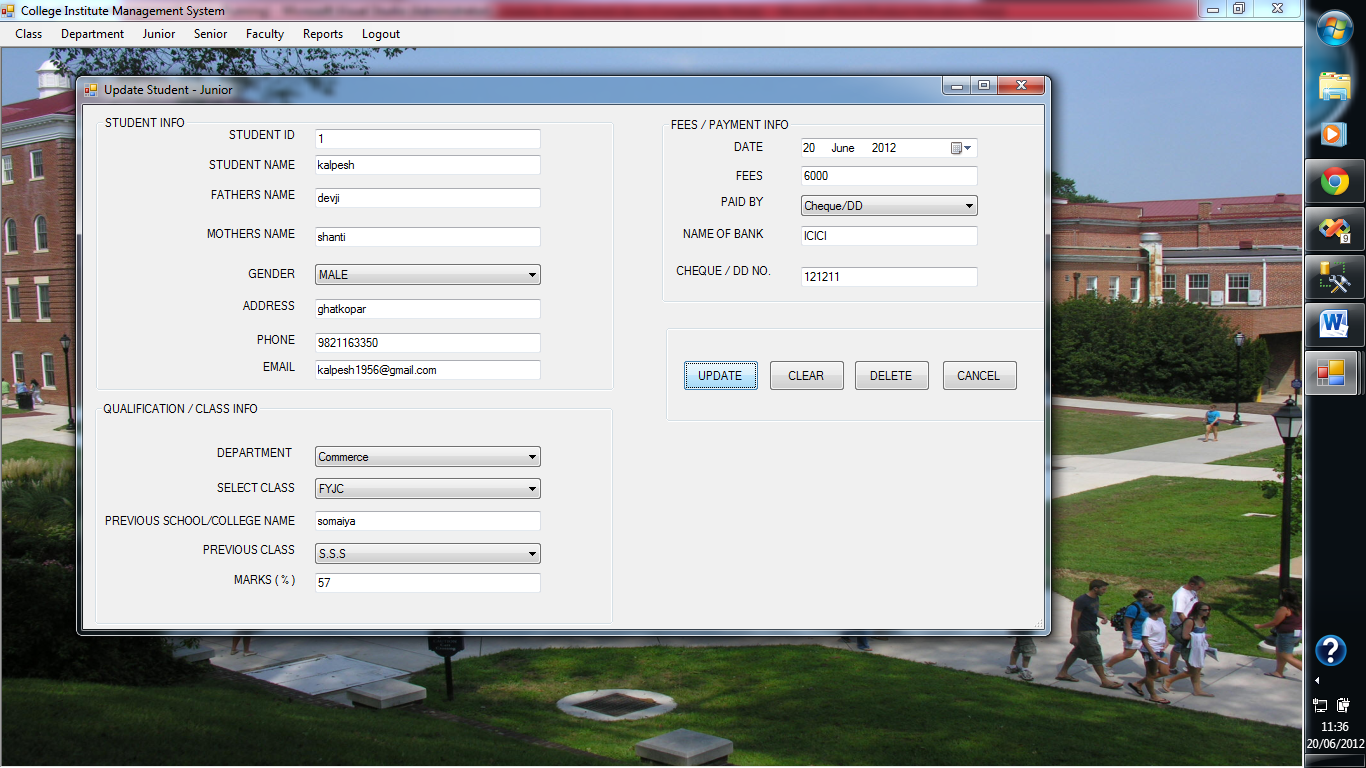 College Institute Management System
Class Department Junior Senior Faculty Reports Logout
Update Student - Junior
STUDENT INFO
STUDENT ID 1
STUDENT NAME kalpesh
FATHERS NAME devji
MOTHERS NAME shanti
GENDER MALE
ADDRESS ghatkopar
PHONE 9821163350
EMAIL kalpesh1956@gmail.com
QUALIFICATION / CLASS INFO
DEPARTMENT Commerce
SELECT CLASS FYJC
PREVIOUS SCHOOL/COLLEGE NAME somaiya
PREVIOUS CLASS S.S.S
MARKS ( % ) 57
FEES / PAYMENT INFO
DATE 20 June 2012
FEES 6000
PAID BY Cheque/DD
NAME OF BANK ICICI
CHEQUE / DD NO. 121211
UPDATE CLEAR DELETE CANCEL
9
W
?
11:36
20/06/2012